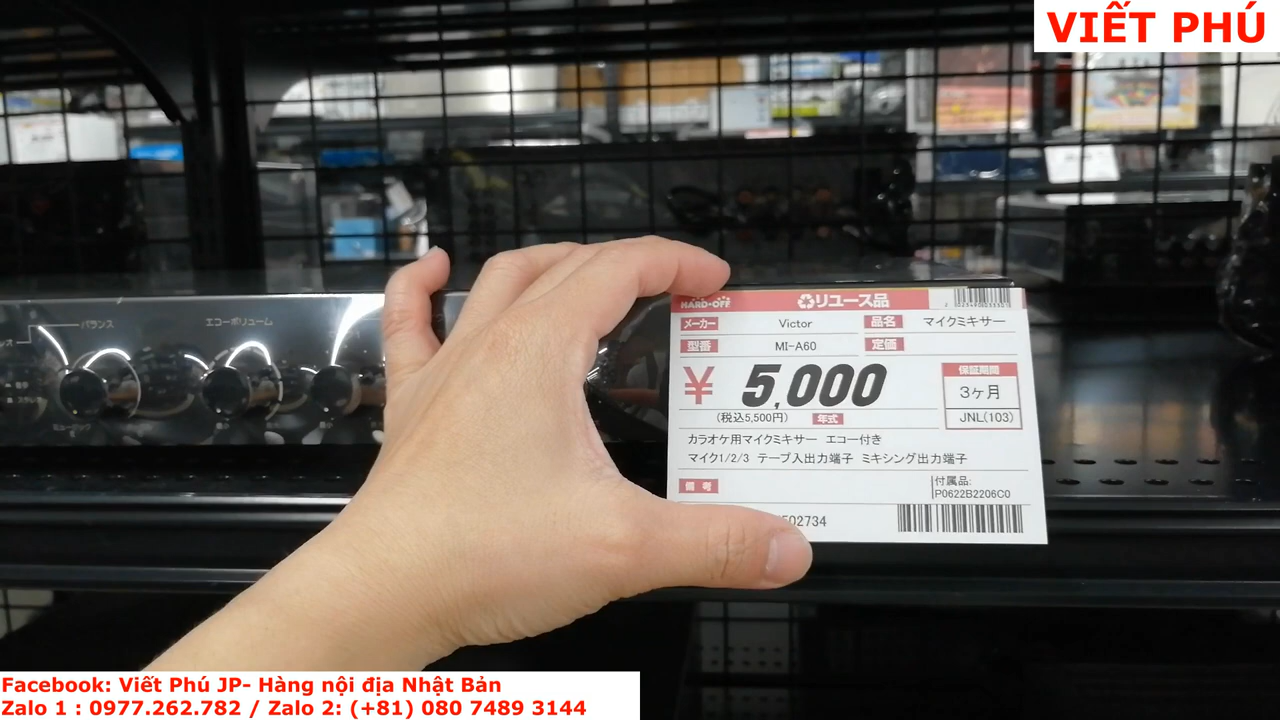 VIẾT PHÚ
バランス
エコーボリューム
HARD-OFF
リユース品
メーカー Victor 品名 マイクミキサー
型番 MI-A60 定価
¥ 5,000
保証期間
3ヶ月
(税込5,500円) 年式
JNL(103)
カラオケ用マイクミキサー エコー付き
マイク1/2/3 テープ入出力端子 ミキシング出力端子
備考
付属品:
P0622B2206C0
502734
Facebook: Viết Phú JP- Hàng nội địa Nhật Bản
Zalo 1 : 0977.262.782 / Zalo 2: (+81) 080 7489 3144